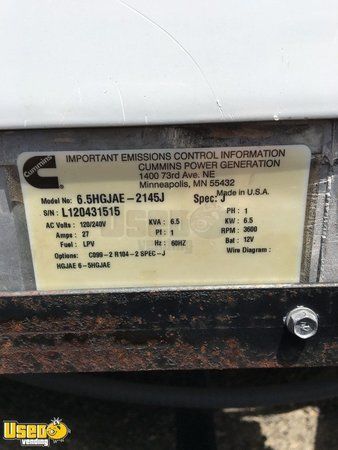 Cummins
IMPORTANT EMISSIONS CONTROL INFORMATION
CUMMINS POWER GENERATION
1400 73rd Ave. NE
Minneapolis, MN 55432
Made in U.S.A.
Model No: 6.5HGJAE-2145J Spec: J
S/N: L120431515 PH: 1
AC Volts: 120/240V KVA: 6.5 KW: 6.5
Amps: 27 Pf: 1 RPM: 3600
Fuel: LPV Hz: 60HZ Bat: 12V
Options: C099-2 R104-2 SPEC-J Wire Diagram:
HGJAE 6-5HGJAE
USED
vending